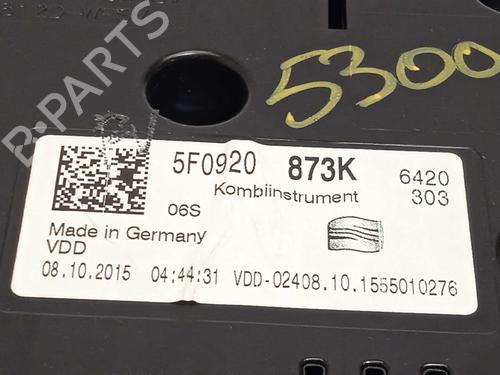 5300
B-PARTS
5F0920 873K 6420
Kombiinstrument 303
06S
Made in Germany
VDD
08.10.2015 04:44:31 VDD-02408.10.1555010276